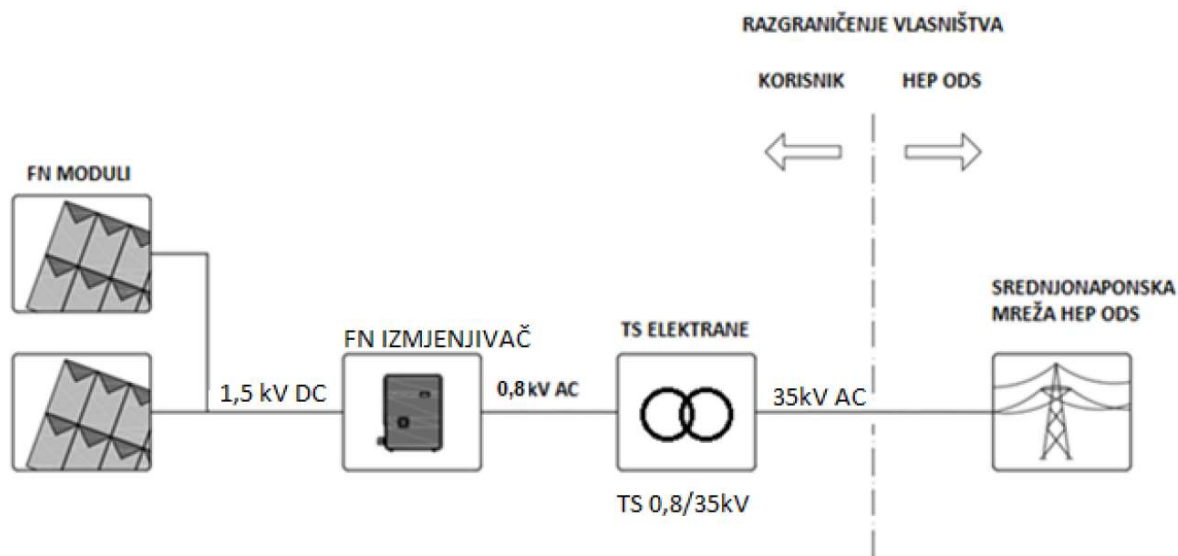 RAZGRANIČENJE VLASNIŠTVA
KORISNIK
HEP ODS
FN MODULI
SREDNJONAPONSKA
MREŽA HEP ODS
FN IZMJENJIVAČ
TS ELEKTRANE
1,5 kV DC
0,8 kV AC
35kV AC
TS 0,8/35kV